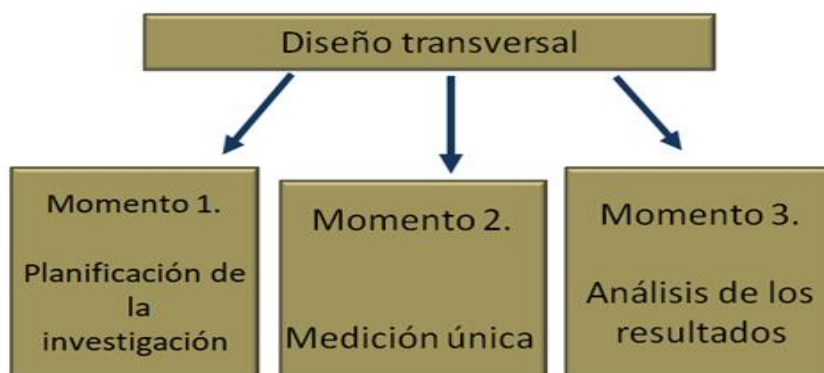 Diseño transversal
Momento 1.
Planificación de
la
investigación
Momento 2.
Medición única
Momento 3.
Análisis de los
resultados